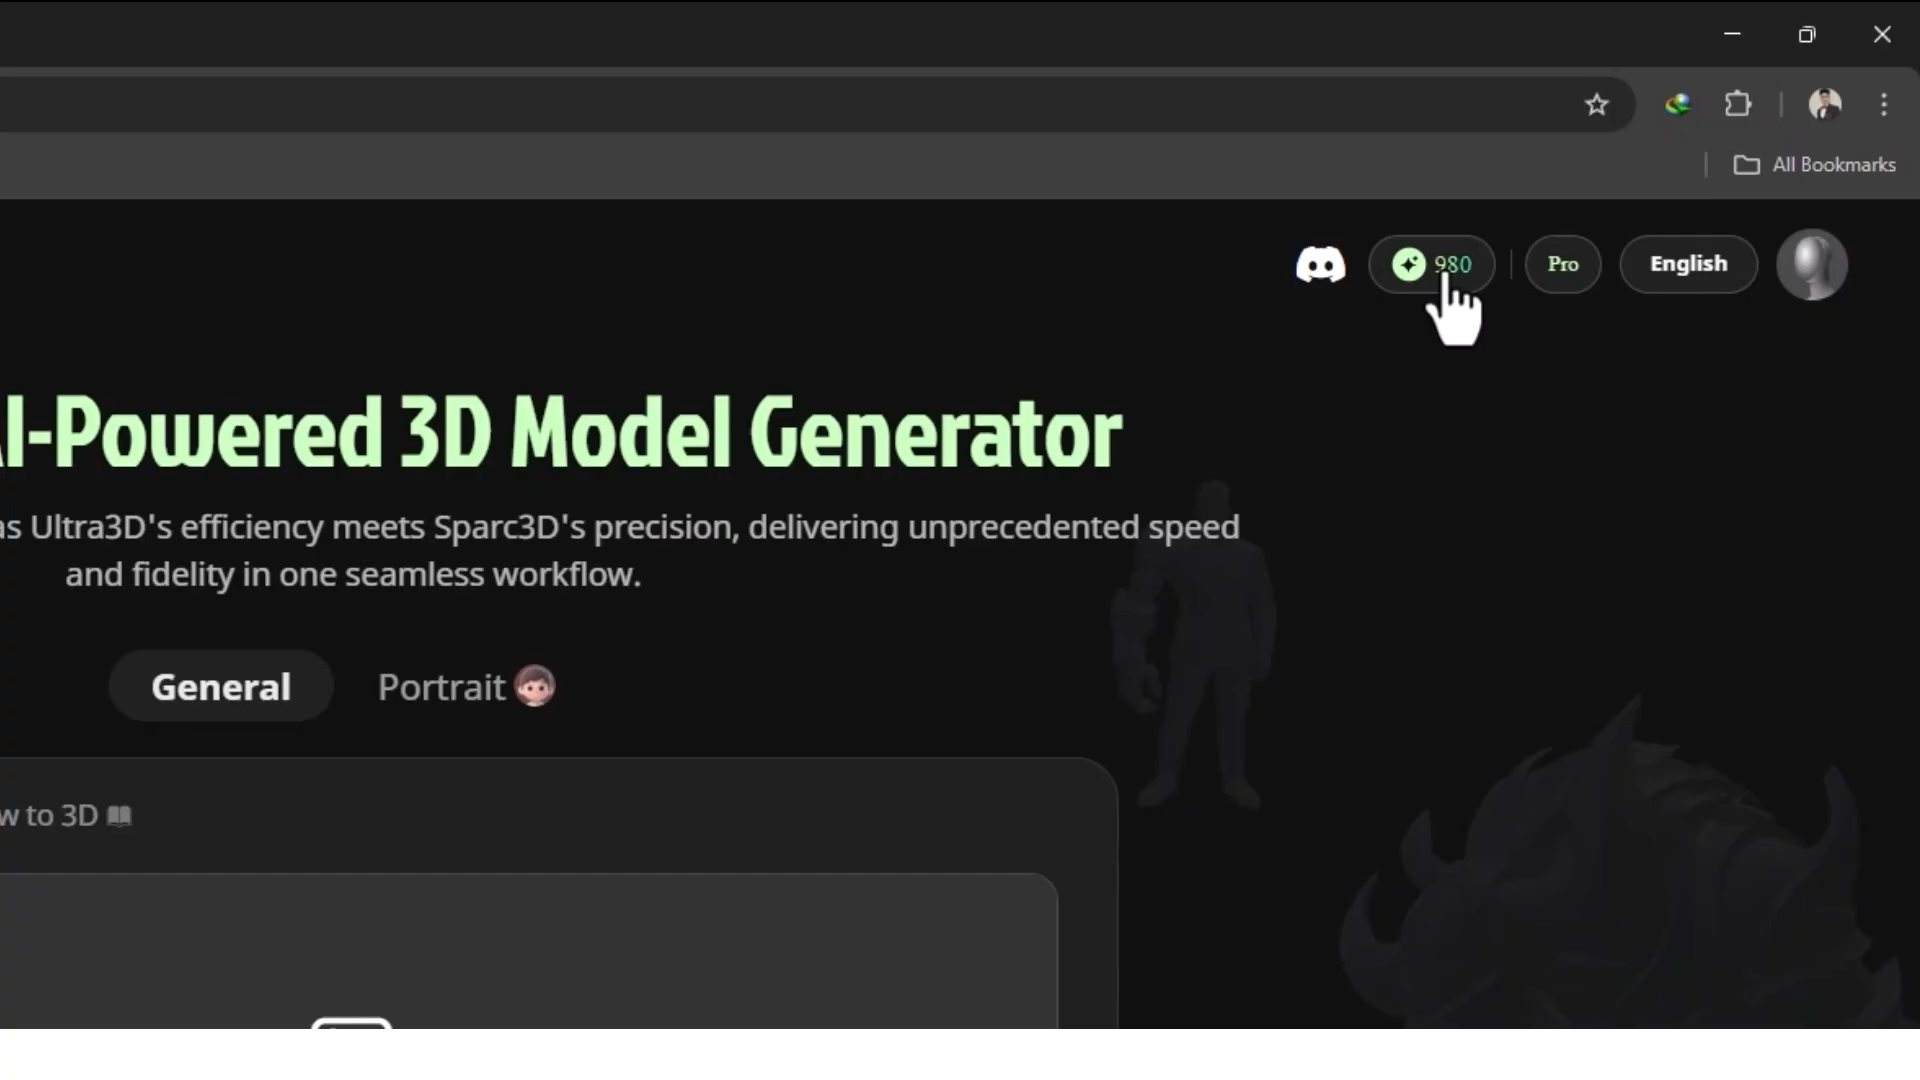 All Bookmarks
980
Pro
English
I-Powered 3D Model Generator
as Ultra3D's efficiency meets Sparc3D's precision, delivering unprecedented speed
and fidelity in one seamless workflow.
General
Portrait
w to 3D